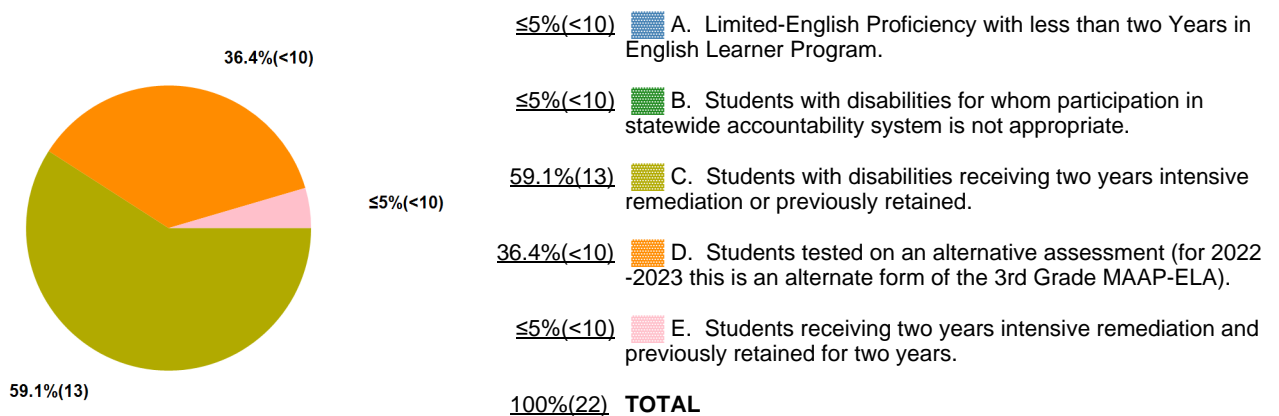 36.4%(<10)
≤5%(<10)
59.1%(13)
≤5%(<10) A. Limited-English Proficiency with less than two Years in
English Learner Program.
≤5%(<10) B. Students with disabilities for whom participation in
statewide accountability system is not appropriate.
59.1%(13) C. Students with disabilities receiving two years intensive
remediation or previously retained.
36.4%(<10) D. Students tested on an alternative assessment (for 2022
-2023 this is an alternate form of the 3rd Grade MAAP-ELA).
≤5%(<10) E. Students receiving two years intensive remediation and
previously retained for two years.
100%(22) TOTAL